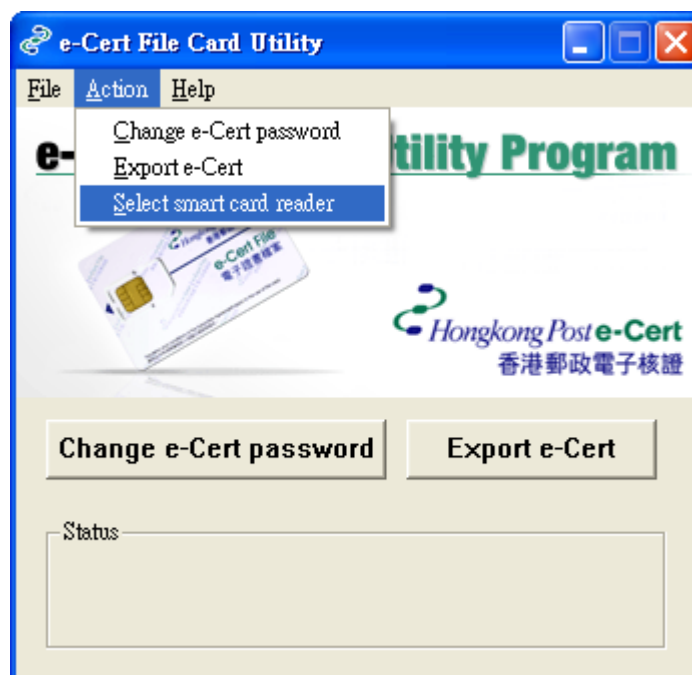 e-Cert File Card Utility
File Action Help
Change e-Cert password
Export e-Cert
Select smart card reader
e- tility Program
Hongkong
e-Cert File
電子證書檔案
Hongkong Post e-Cert
香港郵政電子核證
Change e-Cert password Export e-Cert
Status